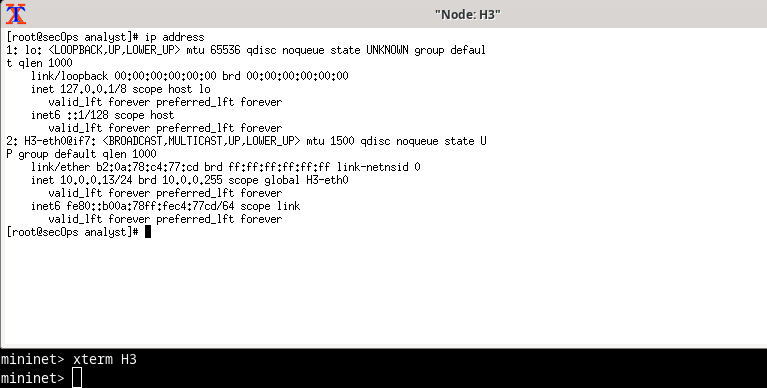 "Node: H3"
[root@secOps analyst]# ip address
1: lo: <LOOPBACK,UP,LOWER_UP> mtu 65536 qdisc noqueue state UNKNOWN group defaul
t qlen 1000
    link/loopback 00:00:00:00:00:00 brd 00:00:00:00:00:00
    inet 127.0.0.1/8 scope host lo
       valid_lft forever preferred_lft forever
    inet6 ::1/128 scope host
       valid_lft forever preferred_lft forever
2: H3-eth0@if7: <BROADCAST,MULTICAST,UP,LOWER_UP> mtu 1500 qdisc noqueue state U
P group default qlen 1000
    link/ether b2:0a:78:c4:77:cd brd ff:ff:ff:ff:ff:ff link-netnsid 0
    inet 10.0.0.13/24 brd 10.0.0.255 scope global H3-eth0
       valid_lft forever preferred_lft forever
    inet6 fe80::b00a:78ff:fec4:77cd/64 scope link
       valid_lft forever preferred_lft forever
[root@secOps analyst]#
mininet> xterm H3
mininet>